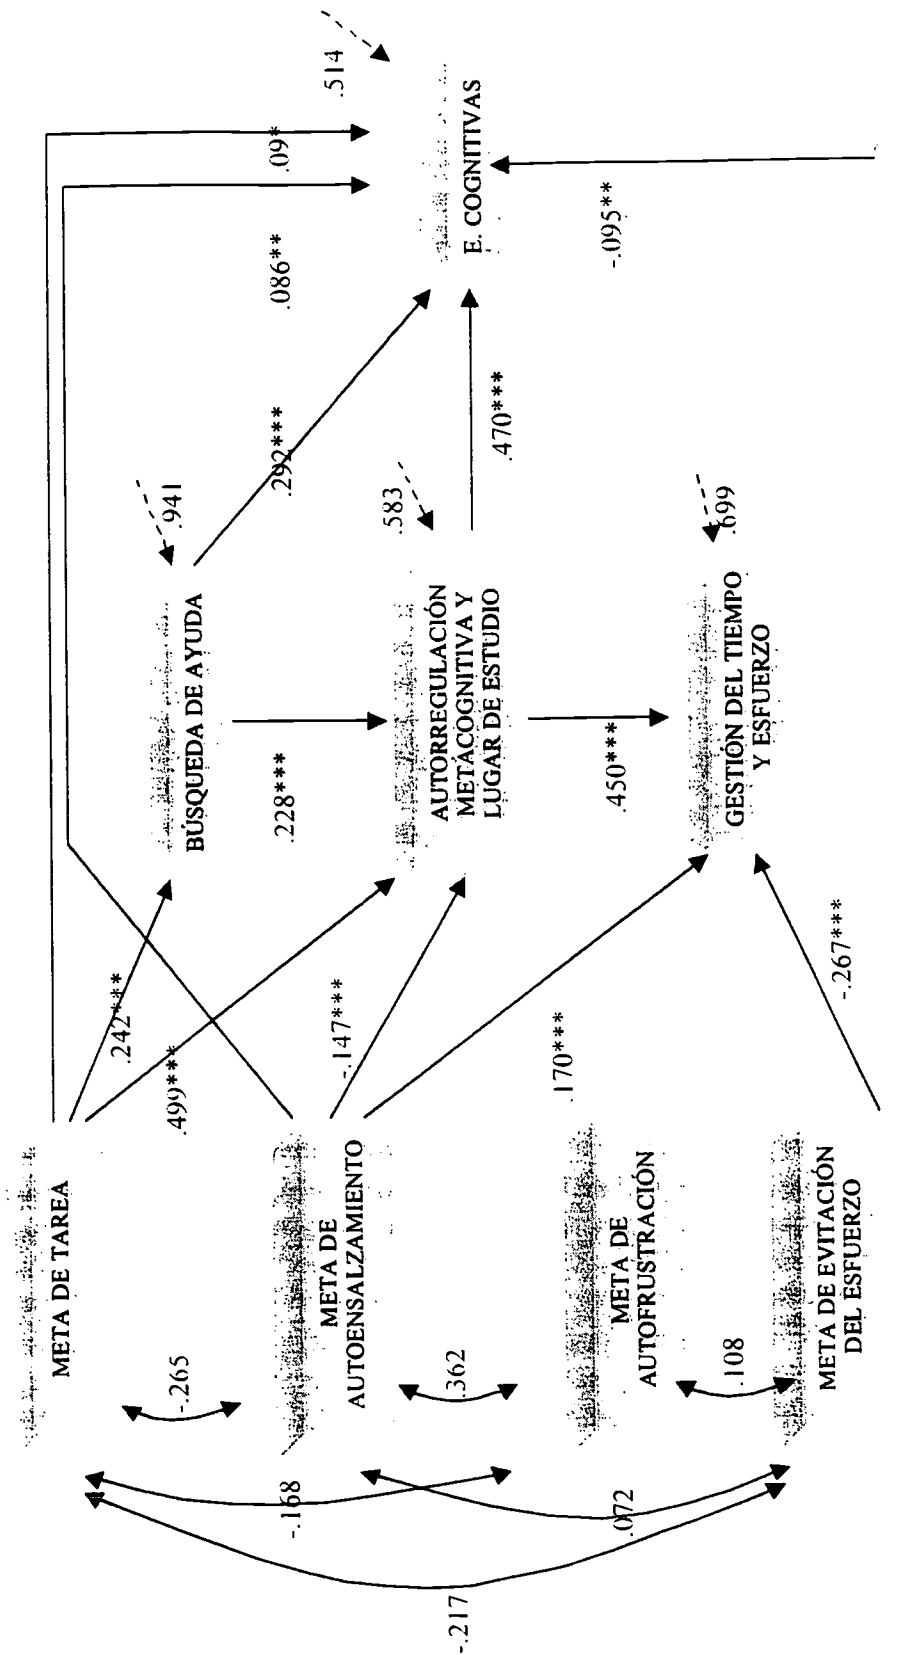 META DE TAREA
META DE
AUTOENSALZAMIENTO
META DE
AUTOFRUSTRACIÓN
META DE EVITACIÓN
DEL ESFUERZO
-.265
.362
.108
-.168
.072
-.217
.242***
.499***
-.147***
.170***
-.267***
BÚSQUEDA DE AYUDA
.941
.228***
AUTORREGULACIÓN
METACOGNITIVA Y
LUGAR DE ESTUDIO
.583
.450***
GESTIÓN DEL TIEMPO
Y ESFUERZO
.699
.292***
.470***
.086**
.09*
-.095**
.514
E. COGNITIVAS